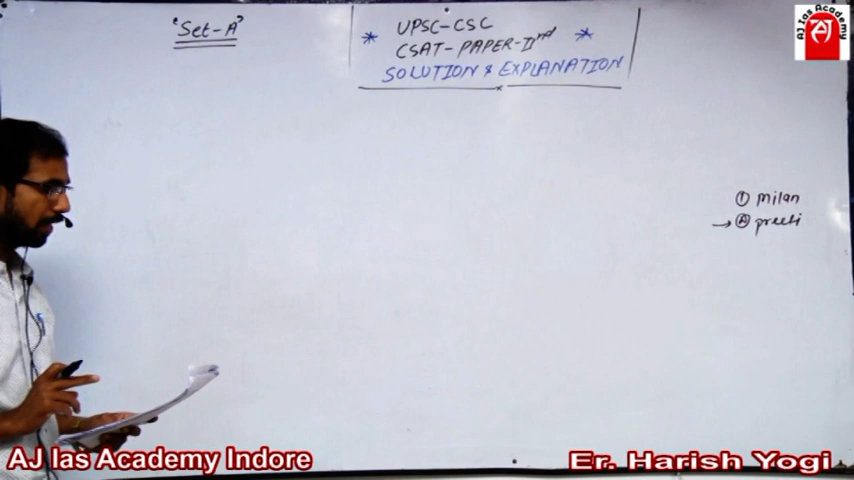 'Set-A'
UPSC-CSC
* CSAT-PAPER-IInd *
SOLUTION & EXPLANATION
AJ Ias Academy
AJ
① Milan
→ Ⓐ preeti
AJ Ias Academy Indore
Er. Harish Yogi